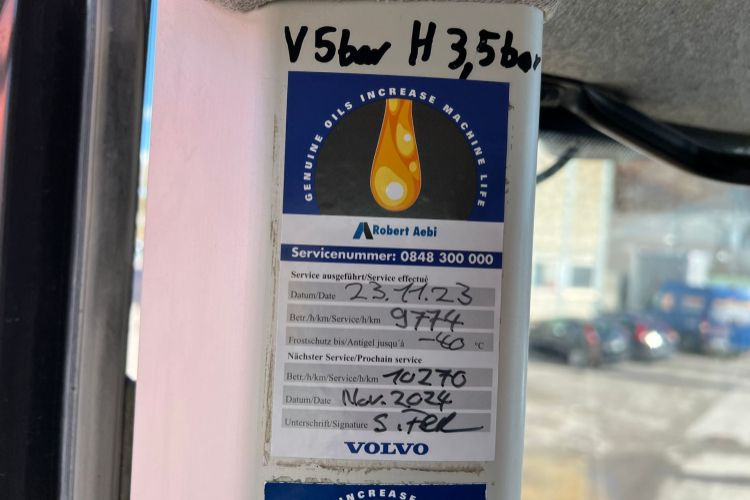 V 5bar H 3,5bar
GENUINE OILS INCREASE MACHINE LIFE
Robert Aebi
Servicenummer: 0848 300 000
Service ausgeführt/Service effectué
Datum/Date 23.11.23
Betr./h/km/Service/h/km 9774
Frostschutz bis/Antigel jusqu'à -40 °C
Nächster Service/Prochain service
Betr./h/km/Service/h/km 10270
Datum/Date Nov. 2024
Unterschrift/Signature
VOLVO
INCREASE